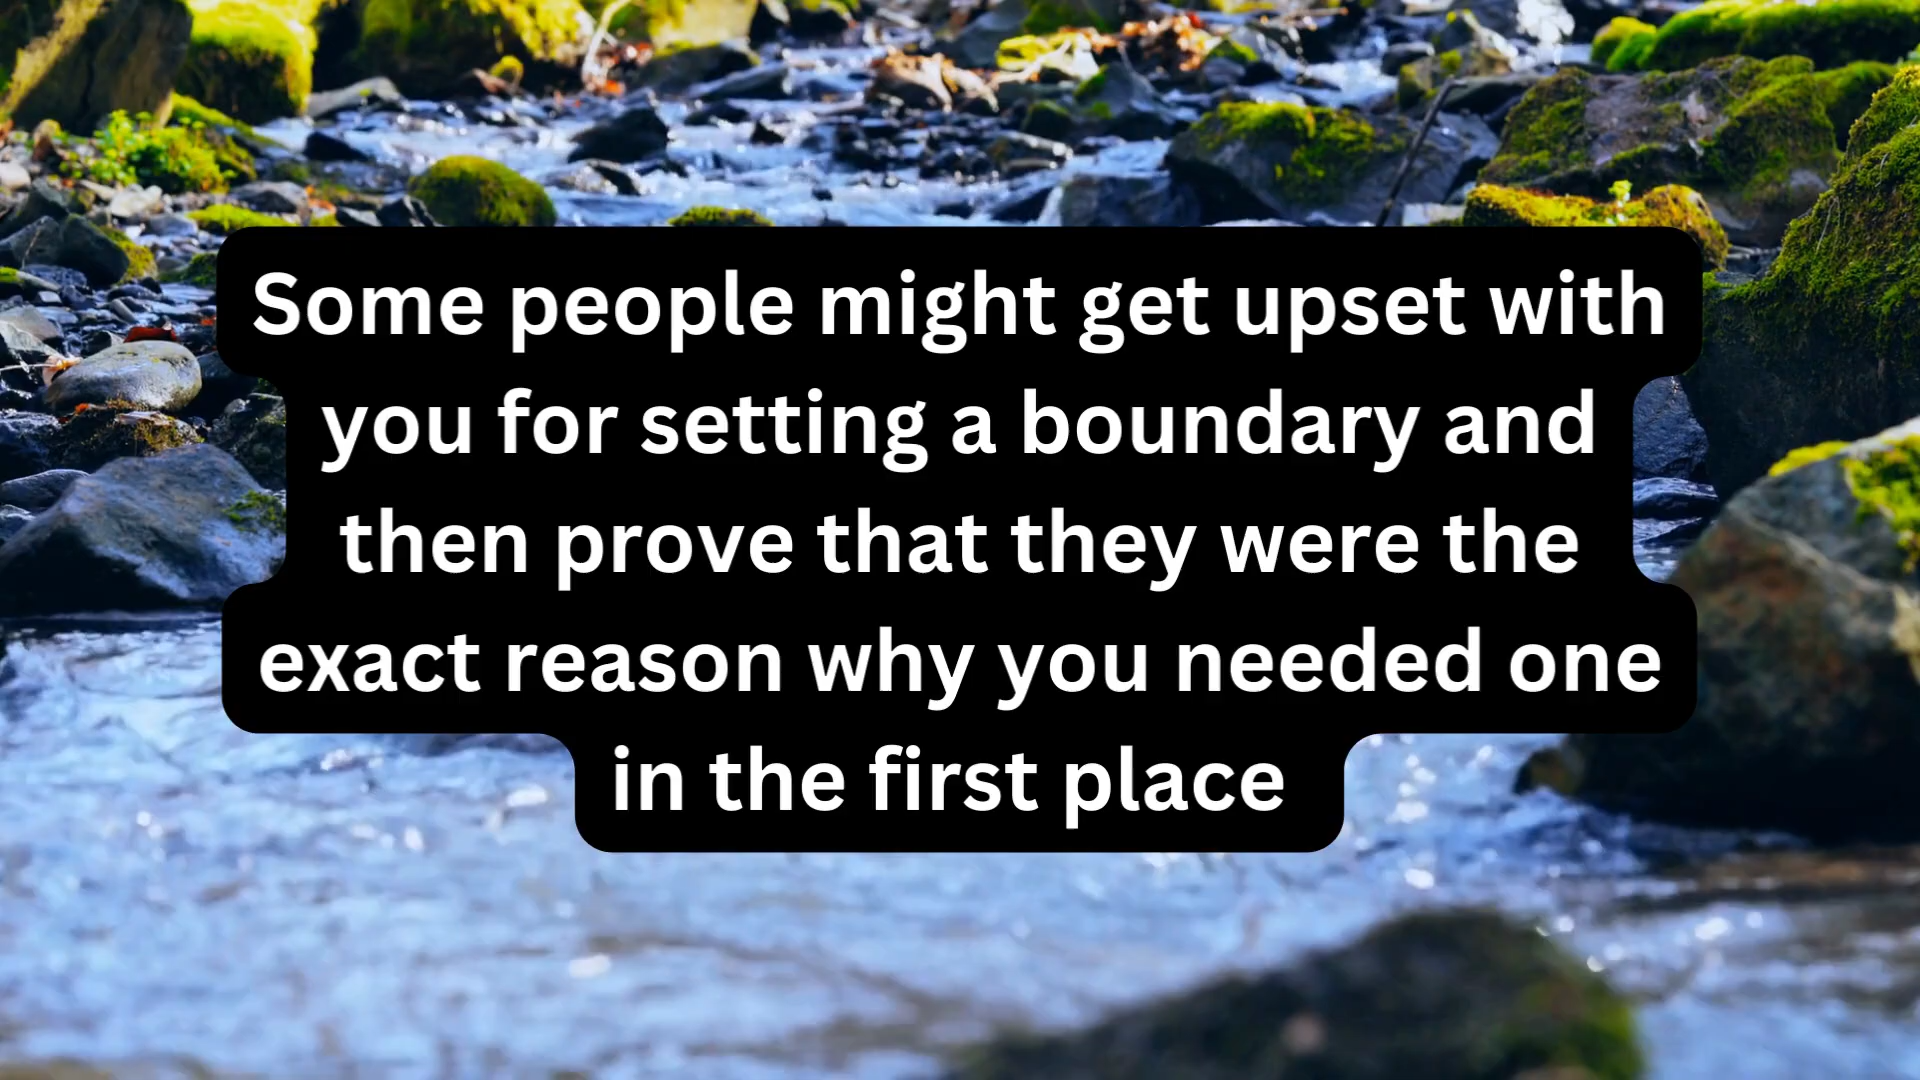 Some people might get upset with
you for setting a boundary and
then prove that they were the
exact reason why you needed one
in the first place